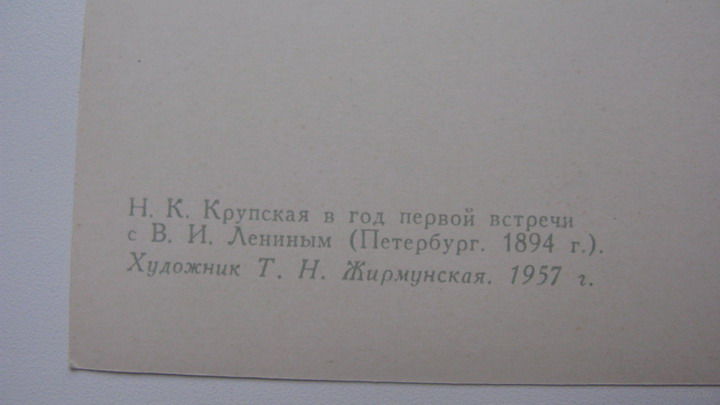 Н. К. Крупская в год первой встречи
с В. И. Лениным (Петербург. 1894 г.).
Художник Т. Н. Жирмунская. 1957 г.